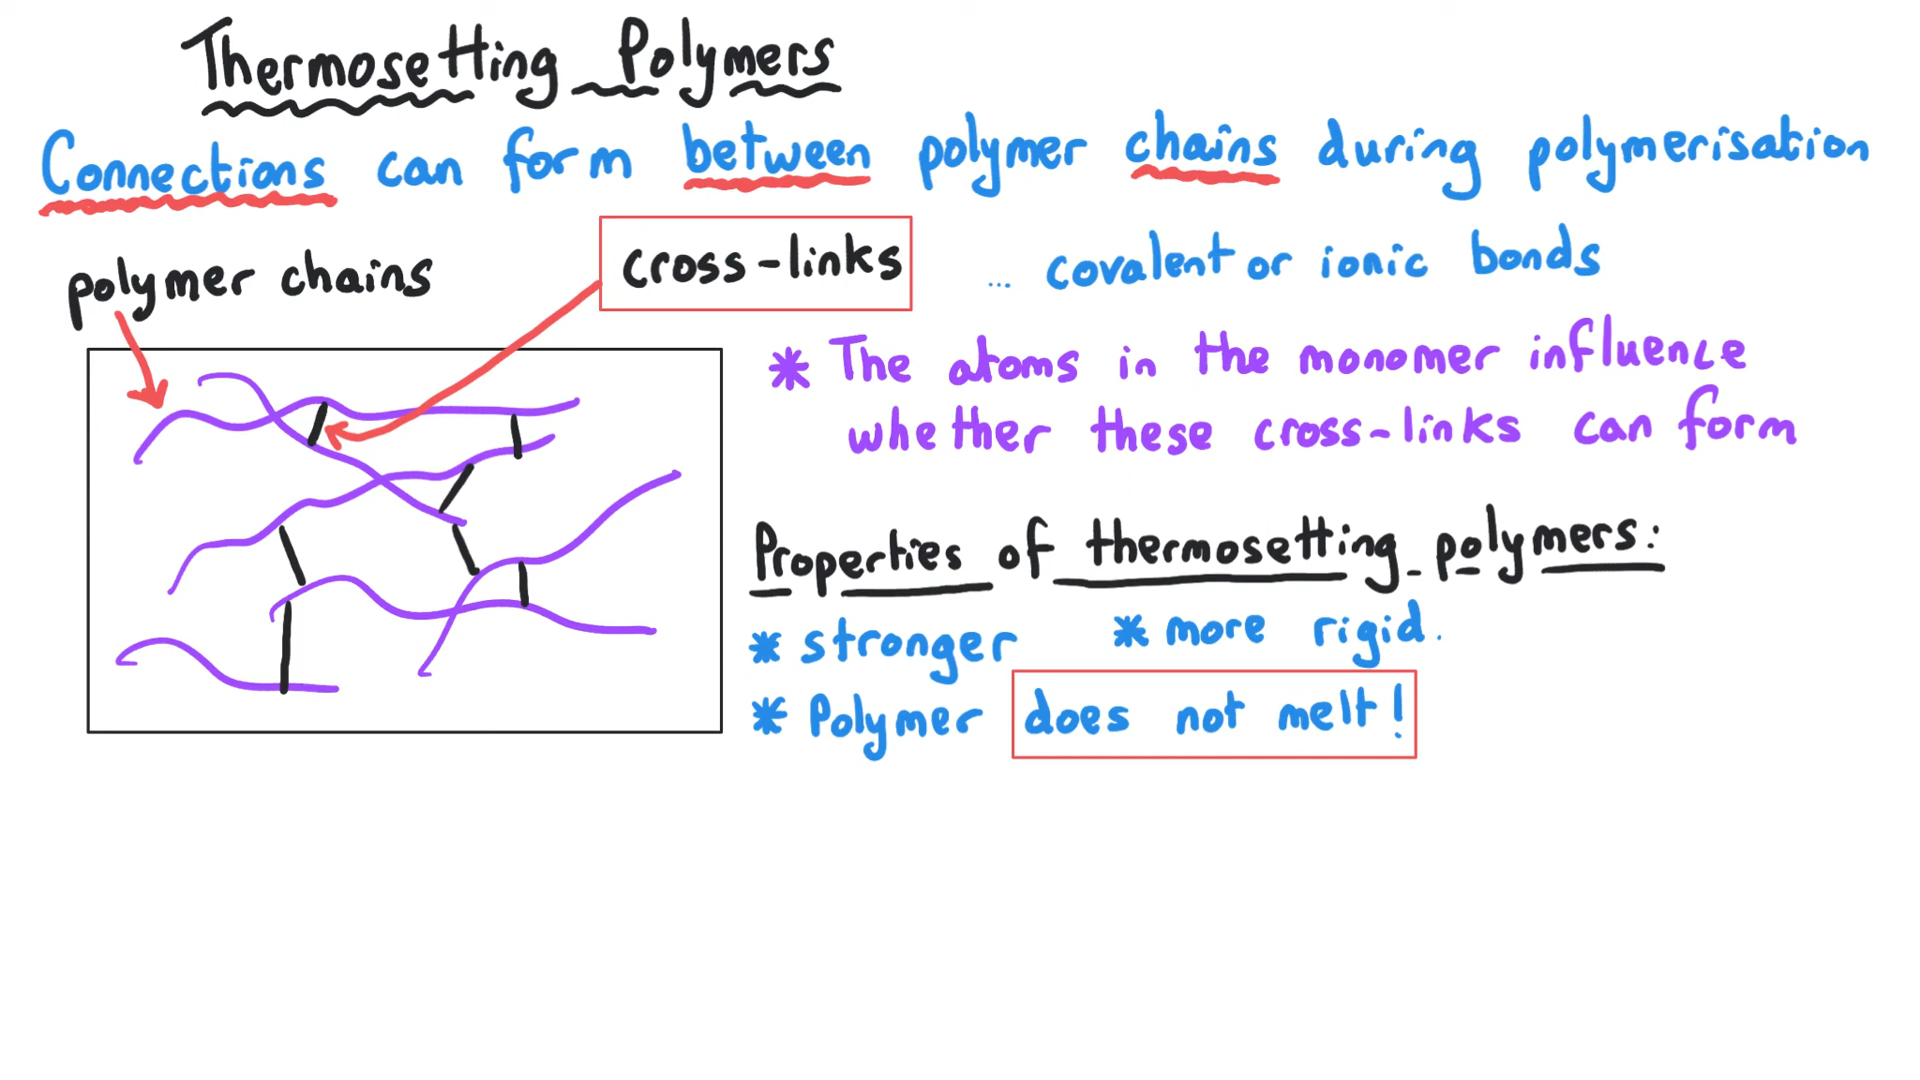 Thermosetting Polymers
Connections can form between polymer chains during polymerisation
polymer chains
cross-links
... covalent or ionic bonds
* The atoms in the monomer influence
whether these cross-links can form
Properties of thermosetting polymers:
* stronger * more rigid.
* Polymer does not melt!